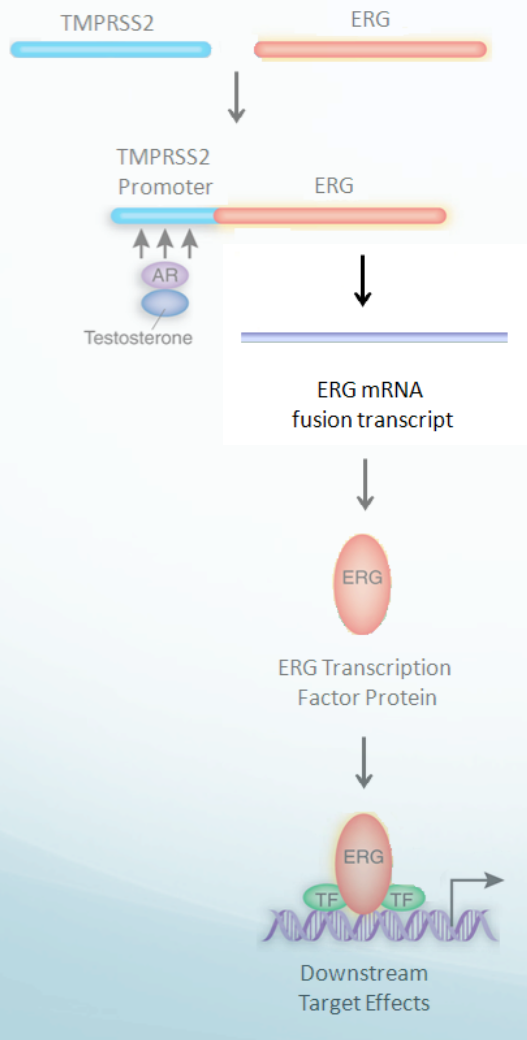 TMPRSS2
ERG
TMPRSS2
Promoter
ERG
AR
Testosterone
ERG mRNA
fusion transcript
ERG
ERG Transcription
Factor Protein
ERG
TF
TF
Downstream
Target Effects